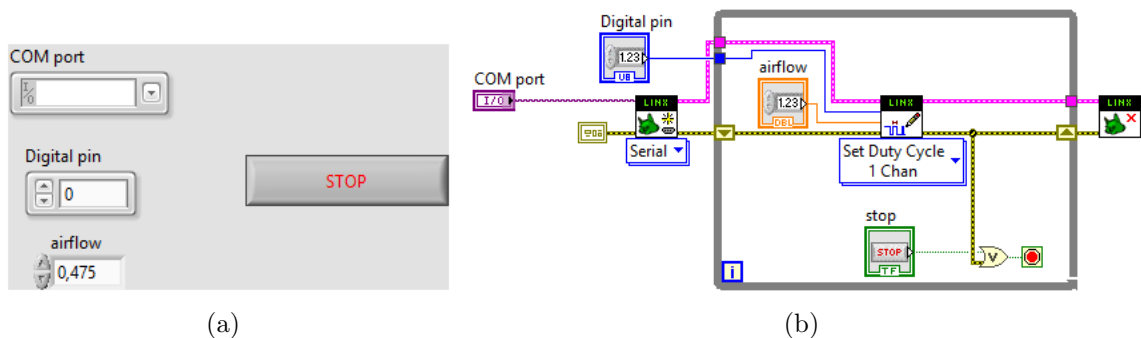 COM port
I/O
Digital pin
0
STOP
airflow
0,475
(a)
Digital pin
1.23
UB
COM port
I/O
airflow
1.23
DBL
LINX
LINX
LINX
Serial
Set Duty Cycle
1 Chan
stop
STOP
TF
V
i
(b)